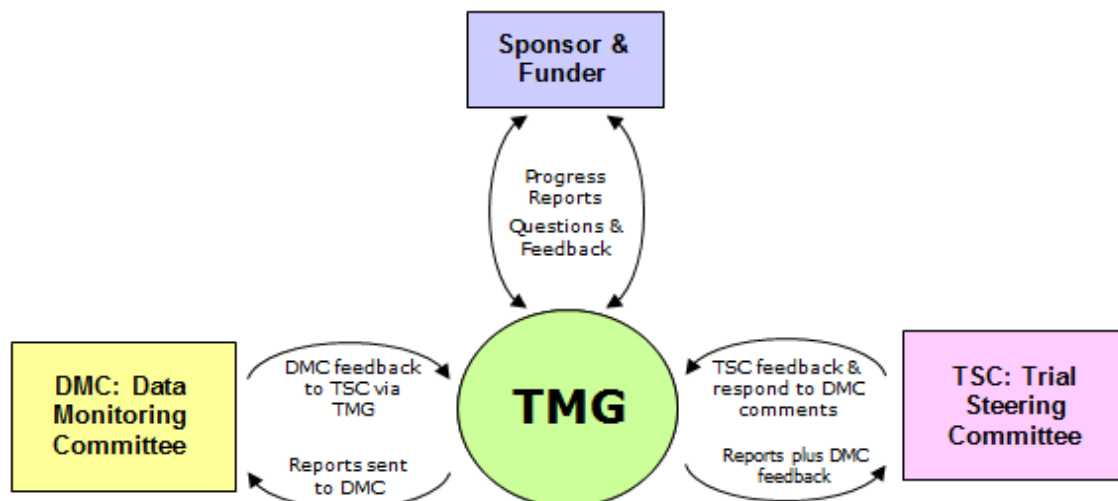 Sponsor &
Funder
Progress
Reports
Questions &
Feedback
DMC: Data
Monitoring
Committee
DMC feedback
to TSC via
TMG
Reports sent
to DMC
TMG
TSC feedback &
respond to DMC
comments
Reports plus DMC
feedback
TSC: Trial
Steering
Committee